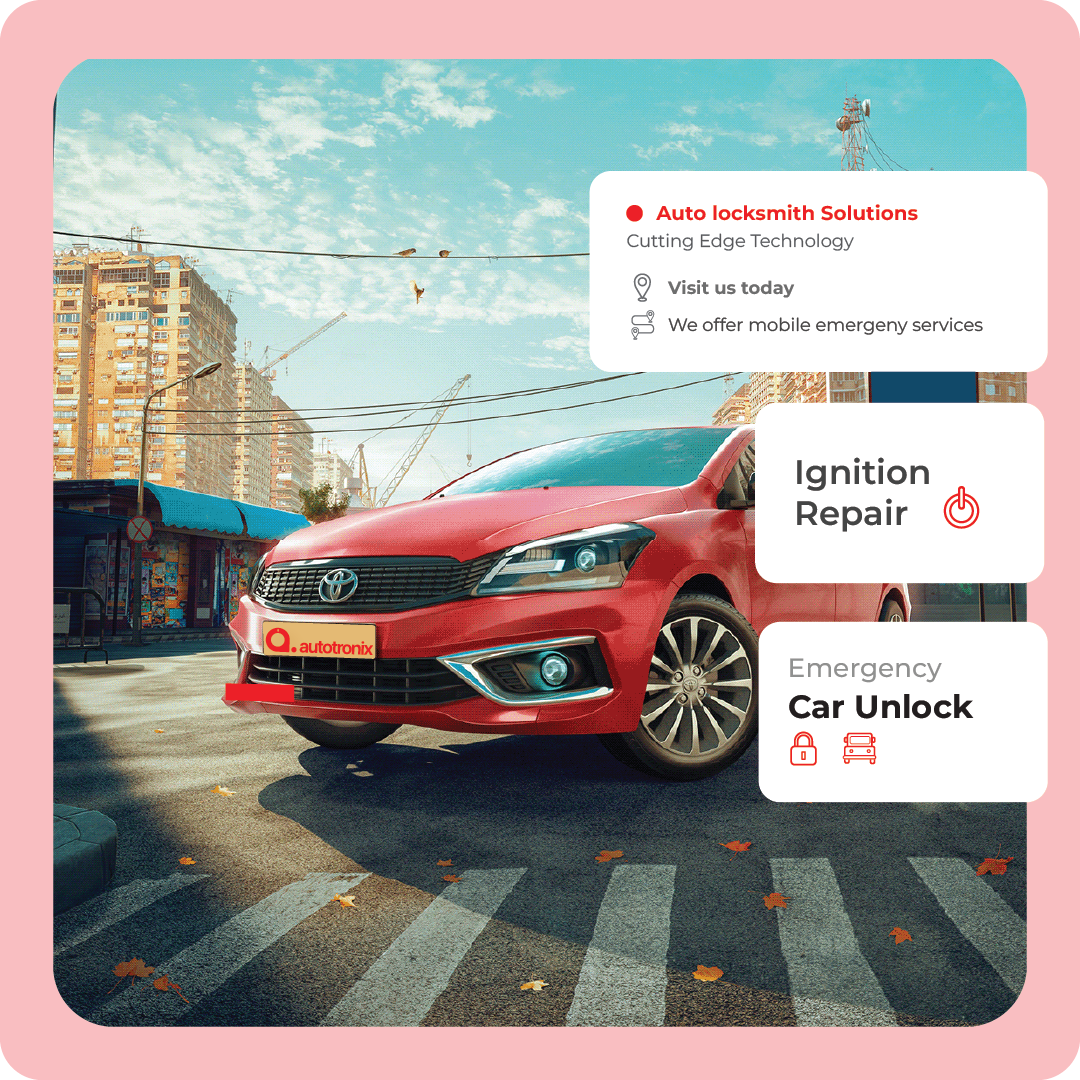 Auto locksmith Solutions
Cutting Edge Technology
Visit us today
We offer mobile emergeny services
Ignition
Repair
Emergency
Car Unlock
a. autotronix